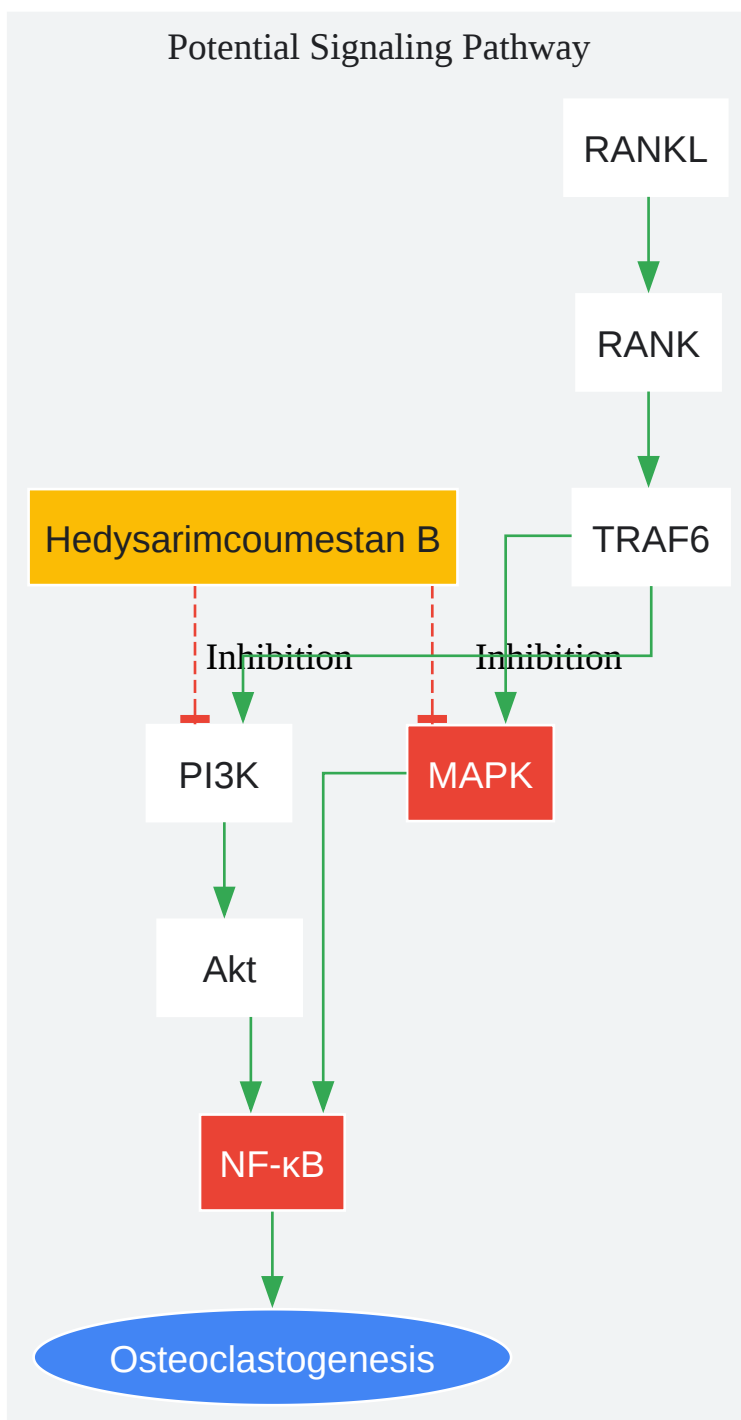 Potential Signaling Pathway
RANKL
RANK
Hedysarimcoumestan B
TRAF6
Inhibition
Inhibition
PI3K
MAPK
Akt
NF-κB
Osteoclastogenesis